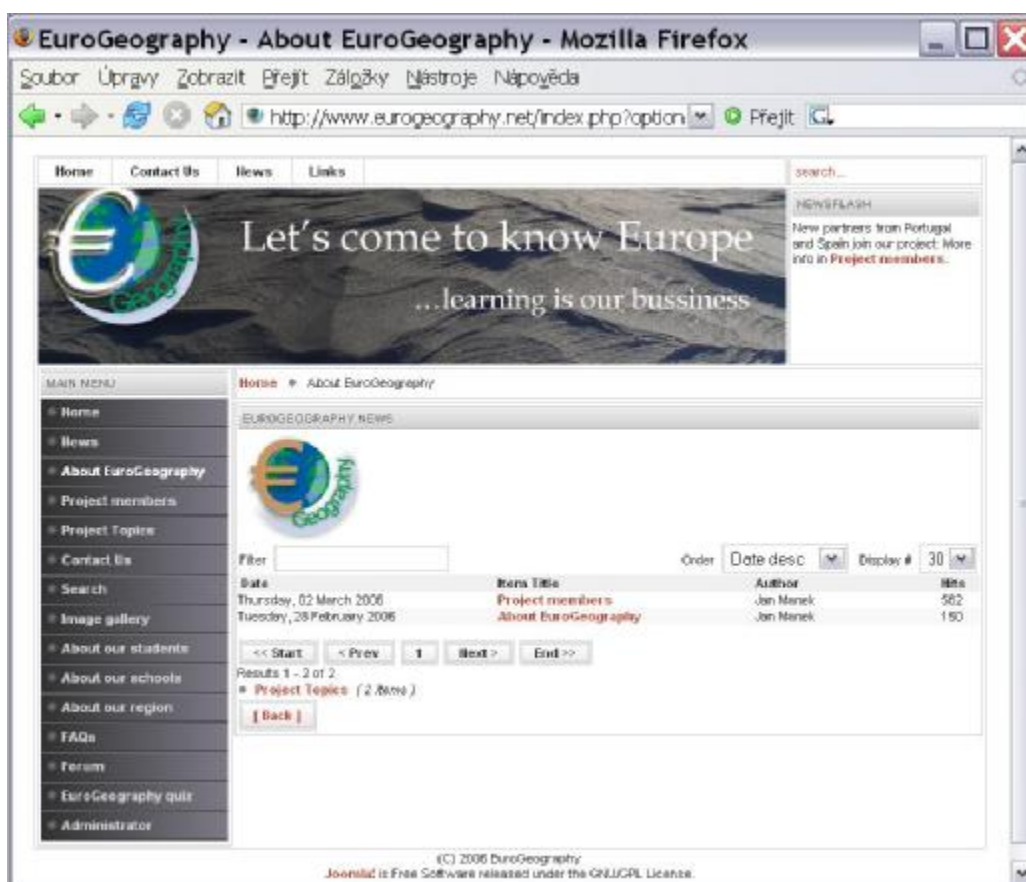 EuroGeography - About EuroGeography - Mozilla Firefox
Soubor Úpravy Zobrazit Přejít Záložky Nástroje Nápověda
http://www.eurogeography.net/index.php?option Přejít
Home Contact Us News Links
search...
Let's come to know Europe
...learning is our bussiness
Geography
NEWSFLASH
New partners from Portugal
and Spain join our project: More
info in Project members.
MAIN MENU
Home
News
About EuroGeography
Project members
Project Topics
Contact Us
Search
Image gallery
About our students
About our schools
About our region
FAQs
Forum
EuroGeography quiz
Administrator
Home About EuroGeography
EUROGEOGRAPHY NEWS
Geography
Filter Order Date desc Display # 30
Date Item Title Author Hits
Thursday, 02 March 2006 Project members Jan Manek 582
Tuesday, 28 February 2006 About EuroGeography Jan Manek 150
<< Start < Prev 1 Next > End >>
Results 1 - 2 of 2
Project Topics ( 2 items )
[ Back ]
(C) 2006 EuroGeography
Joomla! is Free Software released under the GNU/GPL License.